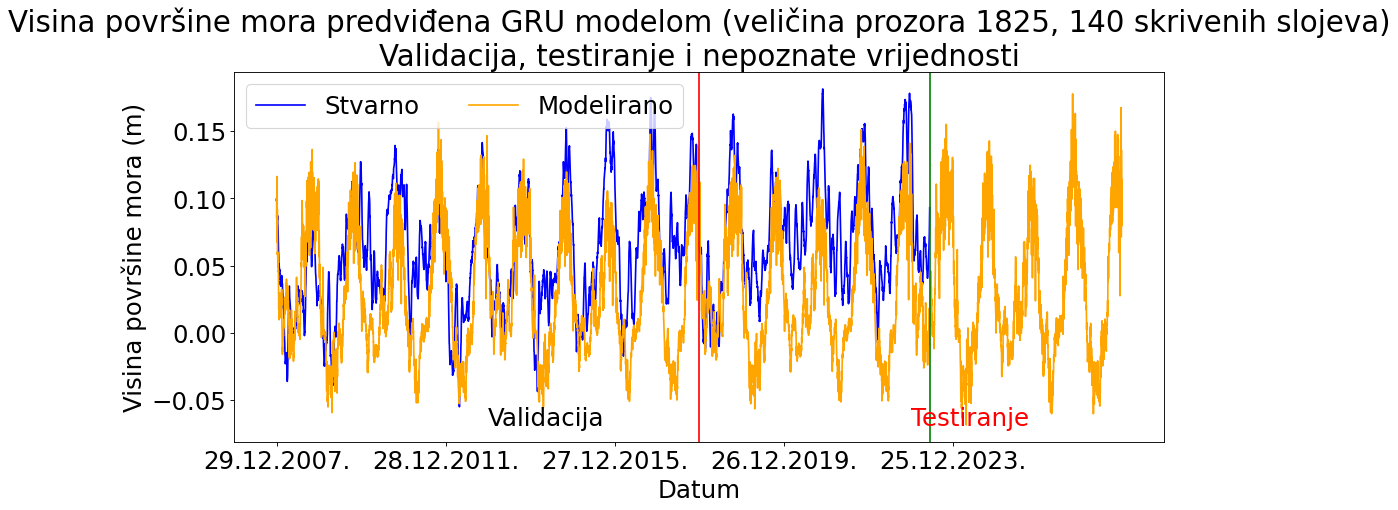 Visina površine mora predviđena GRU modelom (veličina prozora 1825, 140 skrivenih slojeva)
Validacija, testiranje i nepoznate vrijednosti
Stvarno
Modelirano
Visina površine mora (m)
0.15
0.10
0.05
0.00
−0.05
Validacija
Testiranje
29.12.2007.
28.12.2011.
27.12.2015.
26.12.2019.
25.12.2023.
Datum